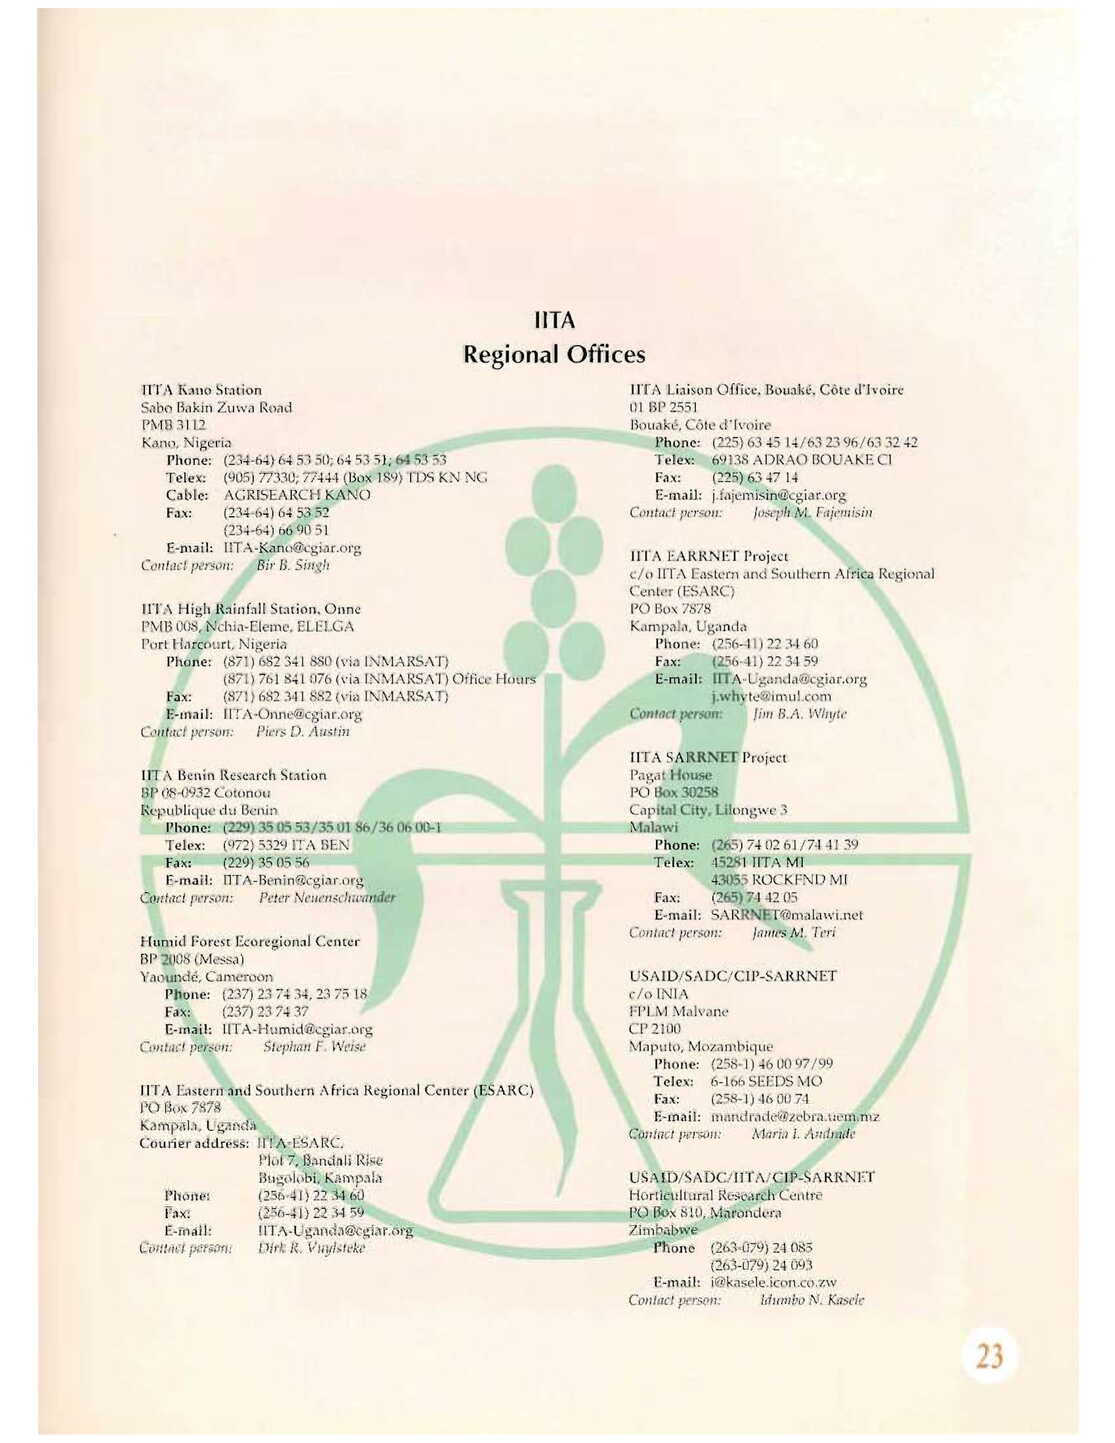 IITA
Regional Offices
IITA Kano Station
Sabo Bakin Zuwa Road
PMB 3112
Kano, Nigeria
Phone: (234-64) 64 53 50; 64 53 51; 64 53 53
Telex: (905) 77330; 77444 (Box 189) TDS KN NG
Cable: AGRISEARCH KANO
Fax: (234-64) 64 53 52
(234-64) 66 90 51
E-mail: IITA-Kano@cgiar.org
Contact person: Bir B. Singh
IITA High Rainfall Station, Onne
PMB 008, Nchia-Eleme, ELELGA
Port Harcourt, Nigeria
Phone: (871) 682 341 880 (via INMARSAT)
(871) 761 841 076 (via INMARSAT) Office Hours
Fax: (871) 682 341 882 (via INMARSAT)
E-mail: IITA-Onne@cgiar.org
Contact person: Piers D. Austin
IITA Benin Research Station
BP 08-0932 Cotonou
Republique du Benin
Phone: (229) 35 05 53/35 01 86/36 06 00-1
Telex: (972) 5329 ITA BEN
Fax: (229) 35 05 56
E-mail: IITA-Benin@cgiar.org
Contact person: Peter Neuenschwander
Humid Forest Ecoregional Center
BP 2008 (Messa)
Yaoundé, Cameroon
Phone: (237) 23 74 34, 23 75 18
Fax: (237) 23 74 37
E-mail: IITA-Humid@cgiar.org
Contact person: Stephan F. Weise
IITA Eastern and Southern Africa Regional Center (ESARC)
PO Box 7878
Kampala, Uganda
Courier address: IITA-ESARC,
Plot 7, Bandali Rise
Bugolobi, Kampala
Phone: (256-41) 22 34 60
Fax: (256-41) 22 34 59
E-mail: IITA-Uganda@cgiar.org
Contact person: Dirk R. Vuylsteke
IITA Liaison Office, Bouaké, Côte d'Ivoire
01 BP 2551
Bouaké, Côte d'Ivoire
Phone: (225) 63 45 14/63 23 96/63 32 42
Telex: 69138 ADRAO BOUAKE CI
Fax: (225) 63 47 14
E-mail: j.fajemisin@cgiar.org
Contact person: Joseph M. Fajemisin
IITA EARRNET Project
c/o IITA Eastern and Southern Africa Regional
Center (ESARC)
PO Box 7878
Kampala, Uganda
Phone: (256-41) 22 34 60
Fax: (256-41) 22 34 59
E-mail: IITA-Uganda@cgiar.org
j.whyte@imul.com
Contact person: Jim B.A. Whyte
IITA SARRNET Project
Pagat House
PO Box 30258
Capital City, Lilongwe 3
Malawi
Phone: (265) 74 02 61/74 41 39
Telex: 45281 IITA MI
43055 ROCKFND MI
Fax: (265) 74 42 05
E-mail: SARRNET@malawi.net
Contact person: James M. Teri
USAID/SADC/CIP-SARRNET
c/o INIA
FPLM Malvane
CP 2100
Maputo, Mozambique
Phone: (258-1) 46 00 97/99
Telex: 6-166 SEEDS MO
Fax: (258-1) 46 00 74
E-mail: mandrade@zebra.uem.mz
Contact person: Maria I. Andrade
USAID/SADC/IITA/CIP-SARRNET
Horticultural Research Centre
PO Box 810, Marondera
Zimbabwe
Phone (263-079) 24 085
(263-079) 24 093
E-mail: i@kasele.icon.co.zw
Contact person: Idumbo N. Kasele
23